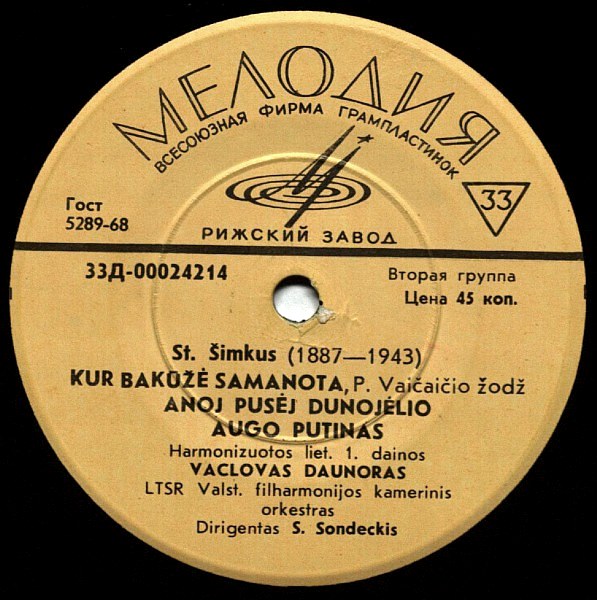 МЕЛОДИЯ
ВСЕСОЮЗНАЯ ФИРМА ГРАМПЛАСТИНОК
33
Гост
5289-68
РИЖСКИЙ ЗАВОД
33Д-00024214
Вторая группа
Цена 45 коп.
St. Šimkus (1887—1943)
KUR BAKŪŽĖ SAMANOTA, P. Vaičaičio žodž
ANOJ PUSĖJ DUNOJĖLIO
AUGO PUTINAS
Harmonizuotos liet. 1. dainos
VACLOVAS DAUNORAS
LTSR Valst. filharmonijos kamerinis
orkestras
Dirigentas S. Sondeckis